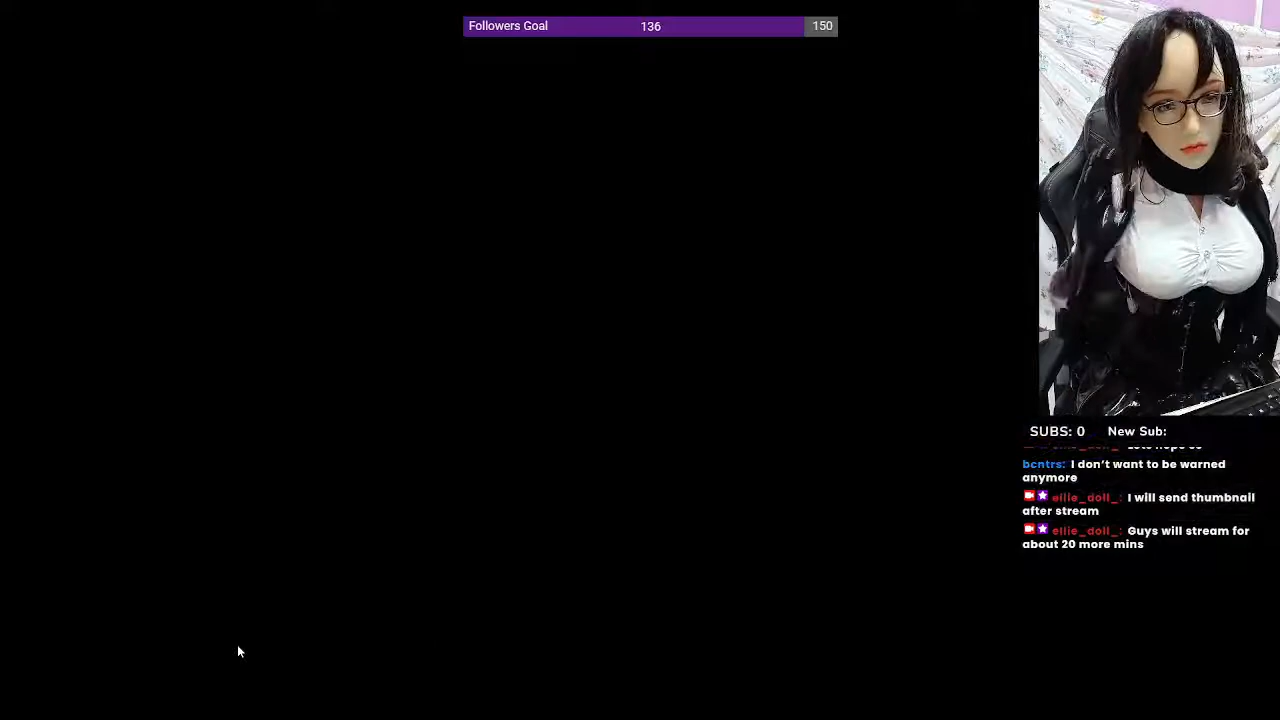 Followers Goal 136 150
SUBS: 0 New Sub:
bcntrs: I don't want to be warned
anymore
ellie_doll_: I will send thumbnail
after stream
ellie_doll_: Guys will stream for
about 20 more mins